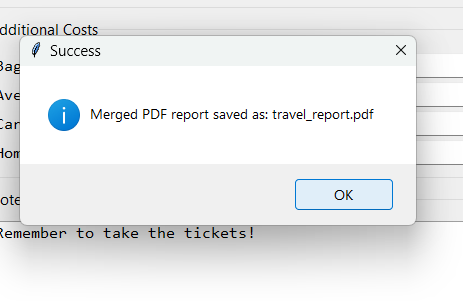 dditional Costs
Success
Bag
Merged PDF report saved as: travel_report.pdf
Ave
Car
Hom
OK
ote
Remember to take the tickets!